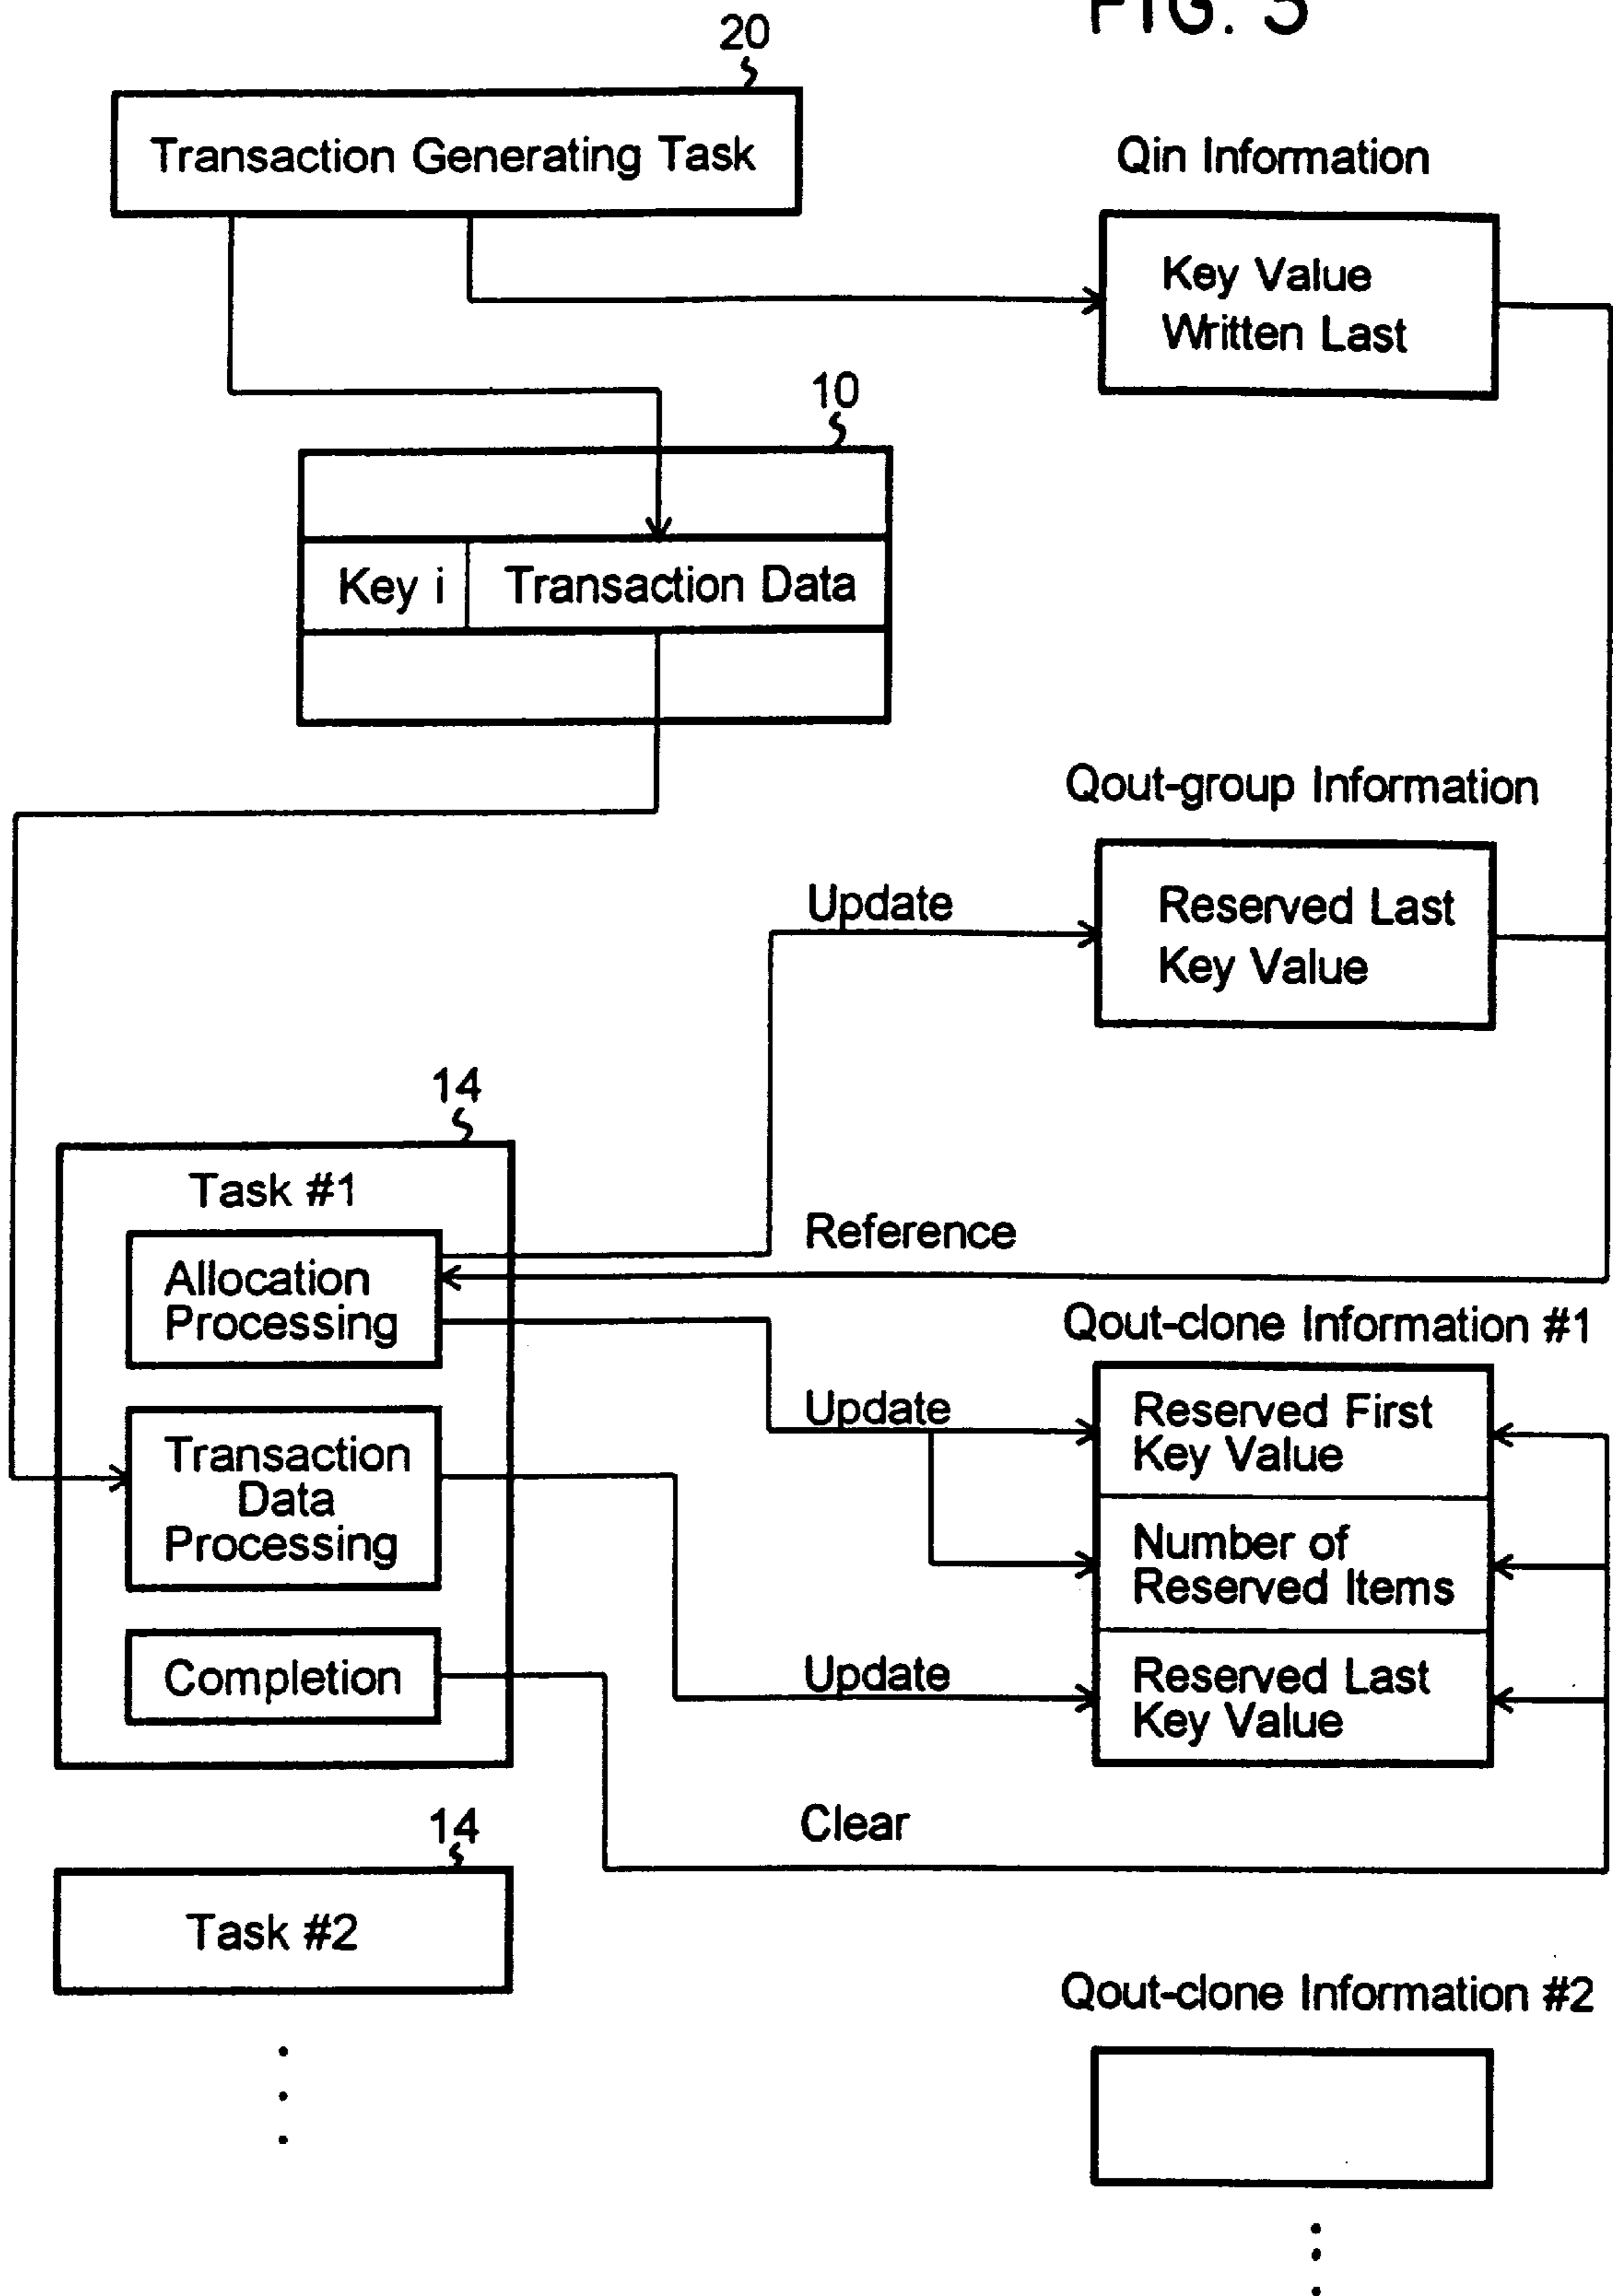 FIG. 3
20
Transaction Generating Task
Qin Information
Key Value
Written Last
10
Key i
Transaction Data
Qout-group Information
Update
Reserved Last
Key Value
14
Task #1
Reference
Allocation
Processing
Qout-clone Information #1
Update
Reserved First
Key Value
Transaction
Data
Processing
Number of
Reserved Items
Completion
Update
Reserved Last
Key Value
Clear
14
Task #2
Qout-clone Information #2